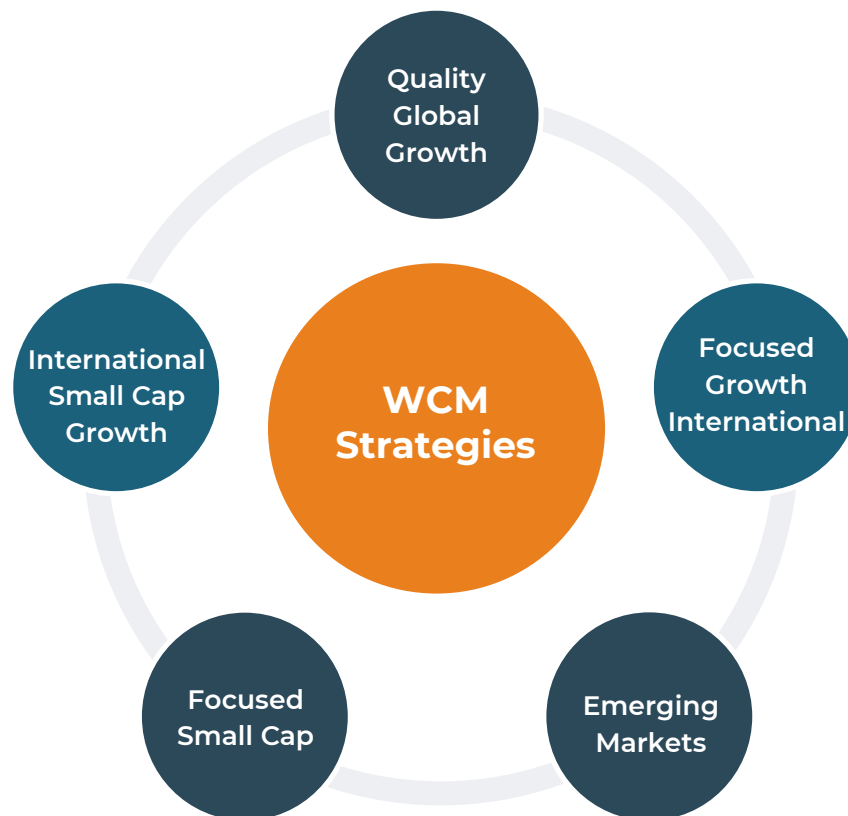 Quality
Global
Growth
International
Small Cap
Growth
WCM
Strategies
Focused
Growth
International
Focused
Small Cap
Emerging
Markets